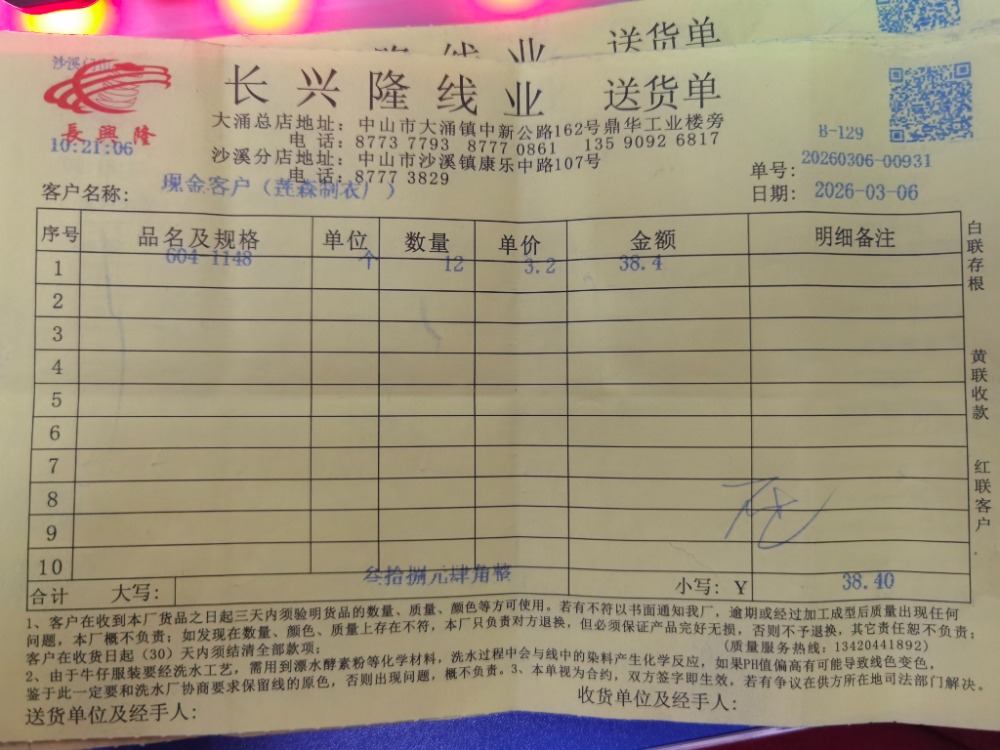 送货单
沙溪
长兴隆线业 送货单
長興隆
10:21:06
大涌总店地址：中山市大涌镇中新公路162号鼎华工业楼旁
电 话：8773 7793 8777 0861 135 9092 6817
沙溪分店地址：中山市沙溪镇康乐中路107号
电 话：8777 3829
B-129
单号：20260306-00931
客户名称：现金客户（莲森制衣厂）
日期：2026-03-06
序号 品名及规格 单位 数量 单价 金额 明细备注
1 604-1148 个 12 3.2 38.4
2
3
4
5
6
7
8
9
10
合计 大写：叁拾捌元肆角整 小写：Y 38.40
白联存根
黄联收款
红联客户
1、客户在收到本厂货品之日起三天内须验明货品的数量、质量、颜色等方可使用。若有不符以书面通知我厂，逾期或经过加工成型后质量出现任何
问题，本厂概不负责；如发现在数量、颜色、质量上存在不符，本厂只负责对方退换，但必须保证产品完好无损，否则不予退换，其它责任恕不负责；
客户在收货日起（30）天内须结清全部款项；
（质量服务热线：13420441892）
2、由于牛仔服装要经洗水工艺，需用到漂水酵素粉等化学材料，洗水过程中会与线中的染料产生化学反应，如果PH值偏高有可能导致线色变色，
鉴于此一定要和洗水厂协商要求保留线的原色，否则出现问题，概不负责。3、本单视为合约，双方签字即生效，若有争议在供方所在地司法部门解决。
送货单位及经手人：
收货单位及经手人：